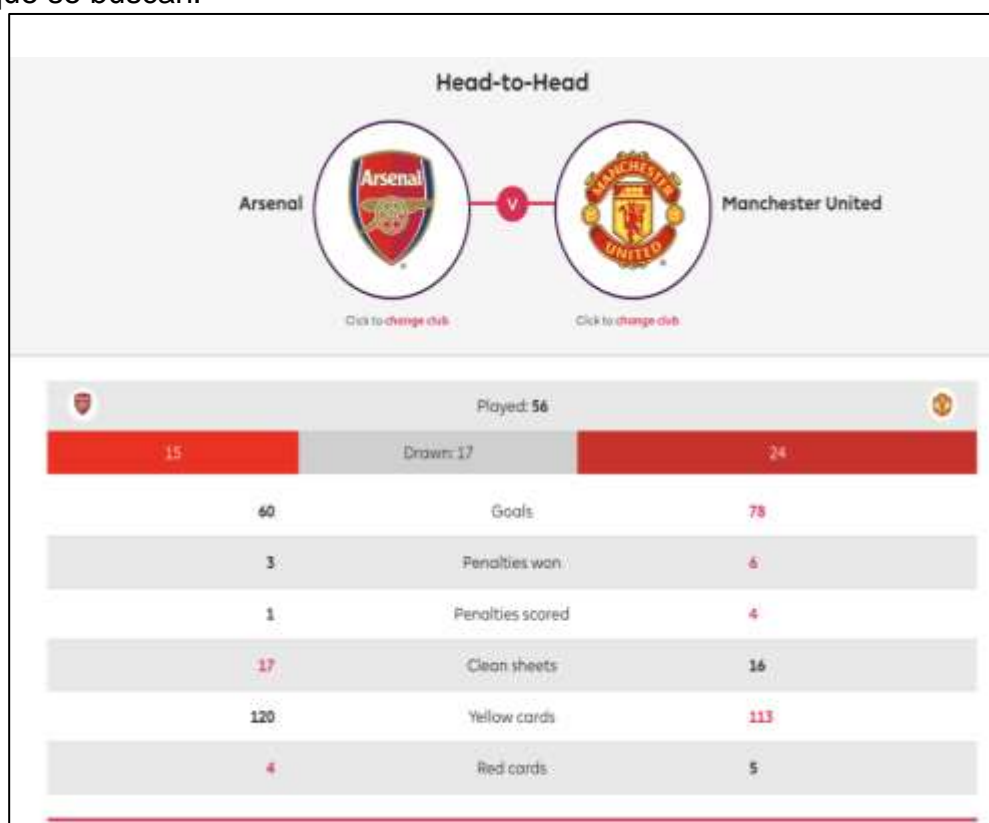 que se buscan.
Head-to-Head
Arsenal
Arsenal
V
MANCHESTER
UNITED
Manchester United
Click to change club
Click to change club
Played: 56
15 Drawn: 17 24
60 Goals 78
3 Penalties won 6
1 Penalties scored 4
17 Clean sheets 16
120 Yellow cards 113
4 Red cards 5